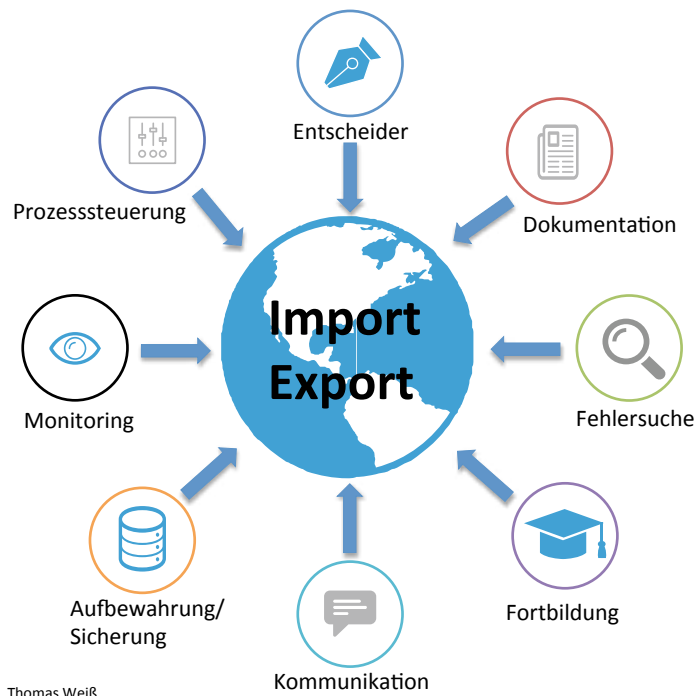 Entscheider
Prozesssteuerung
Dokumentation
Import
Export
Monitoring
Fehlersuche
Aufbewahrung/
Sicherung
Fortbildung
Kommunikation
Thomas Weiß